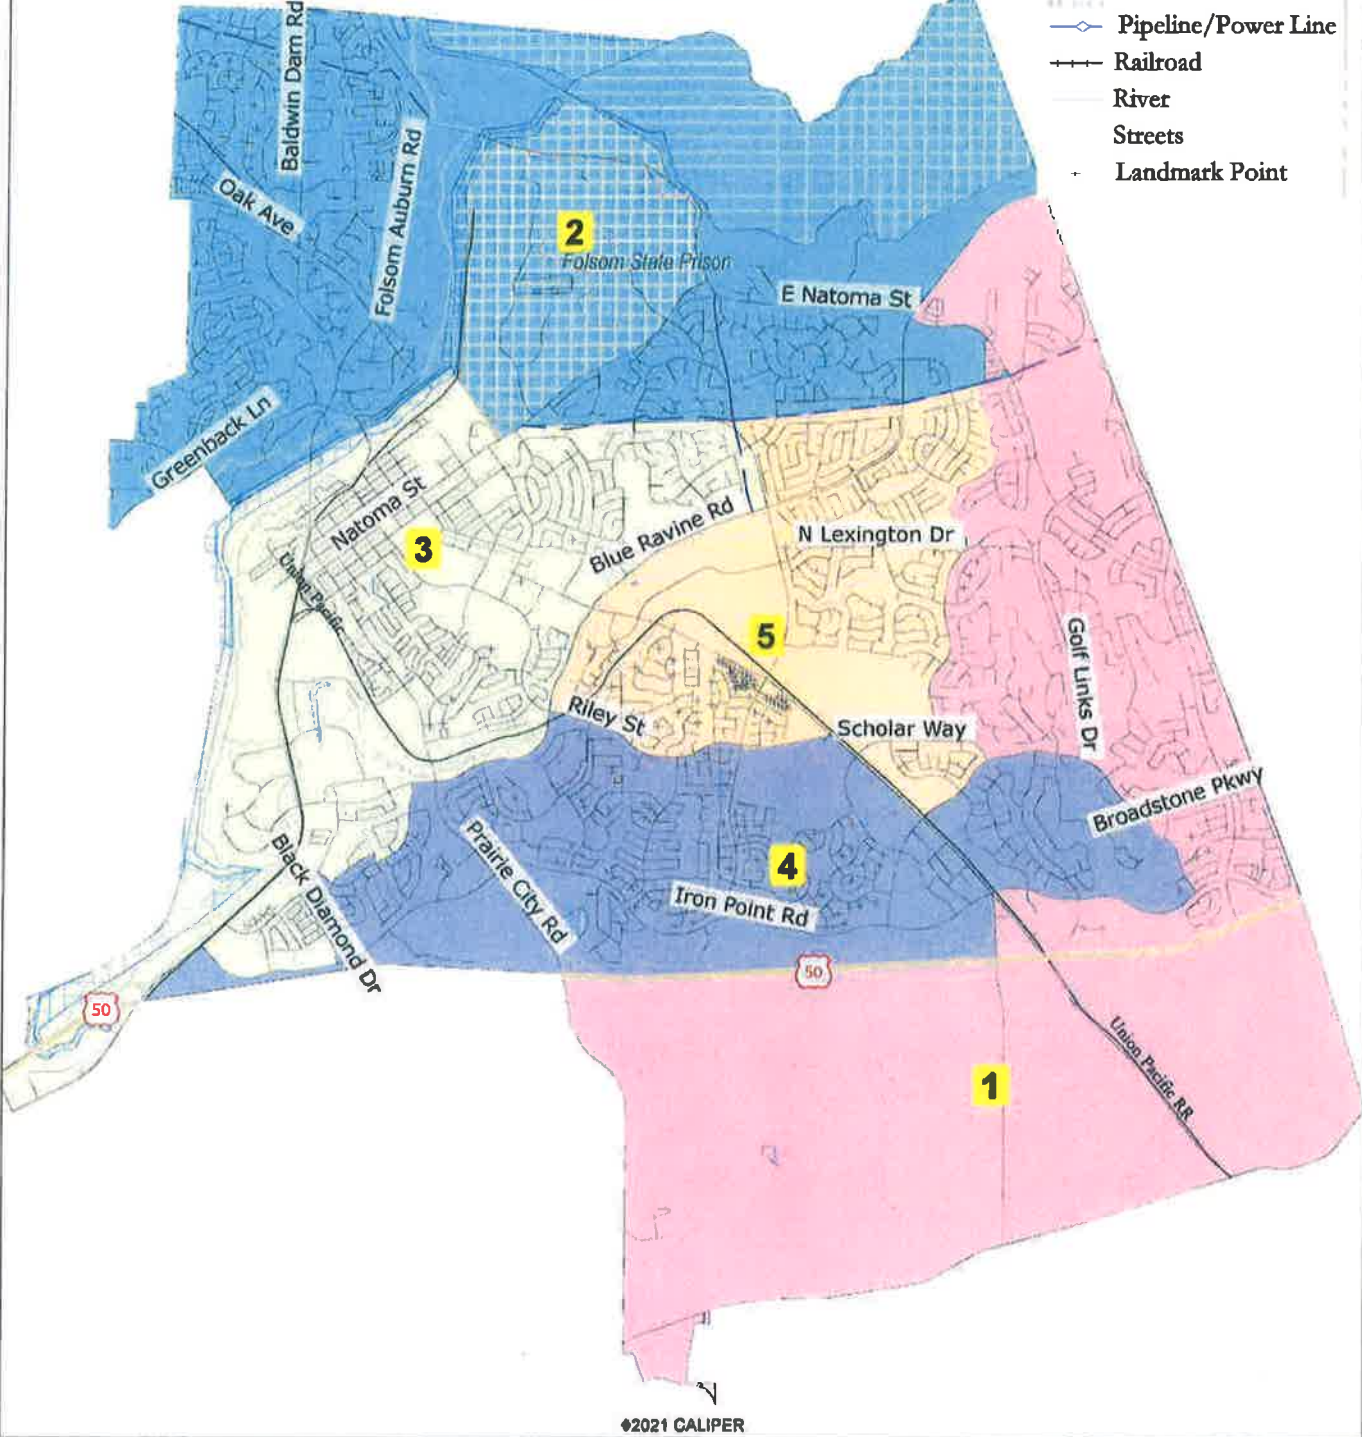 Pipeline/Power Line
Railroad
River
Streets
Landmark Point
Baldwin Dam Rd
Folsom Auburn Rd
Oak Ave
2
Folsom State Prison
E Natoma St
Greenback Ln
Natoma St
3
Blue Ravine Rd
N Lexington Dr
Union Pacific
5
Golf Links Dr
Riley St
Scholar Way
Broadstone Pkwy
Prairie City Rd
4
Black Diamond Dr
Iron Point Rd
50
50
Union Pacific RR
1
©2021 CALIPER